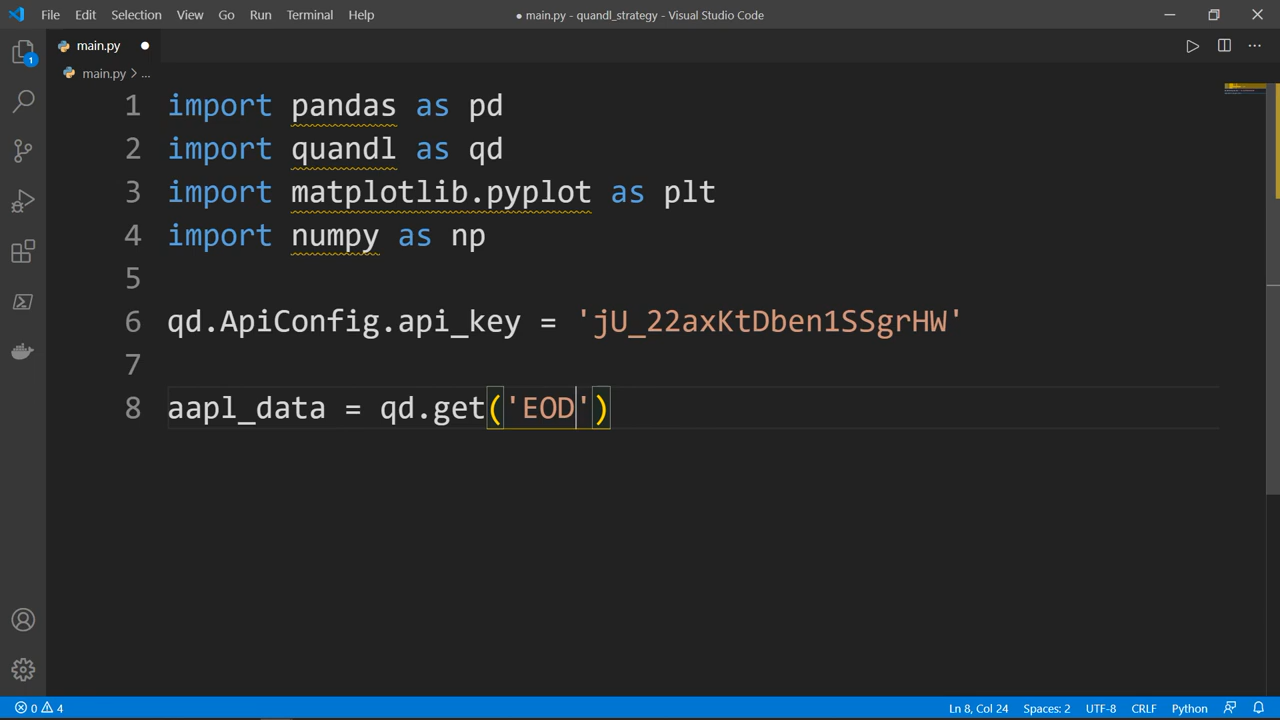 File Edit Selection View Go Run Terminal Help
● main.py - quandl_strategy - Visual Studio Code
main.py
main.py > ...
1
1 import pandas as pd
2 import quandl as qd
3 import matplotlib.pyplot as plt
4 import numpy as np
5
6 qd.ApiConfig.api_key = 'jU_22axKtDben1SSgrHW'
7
8 aapl_data = qd.get('EOD')
0 4
Ln 8, Col 24 Spaces: 2 UTF-8 CRLF Python